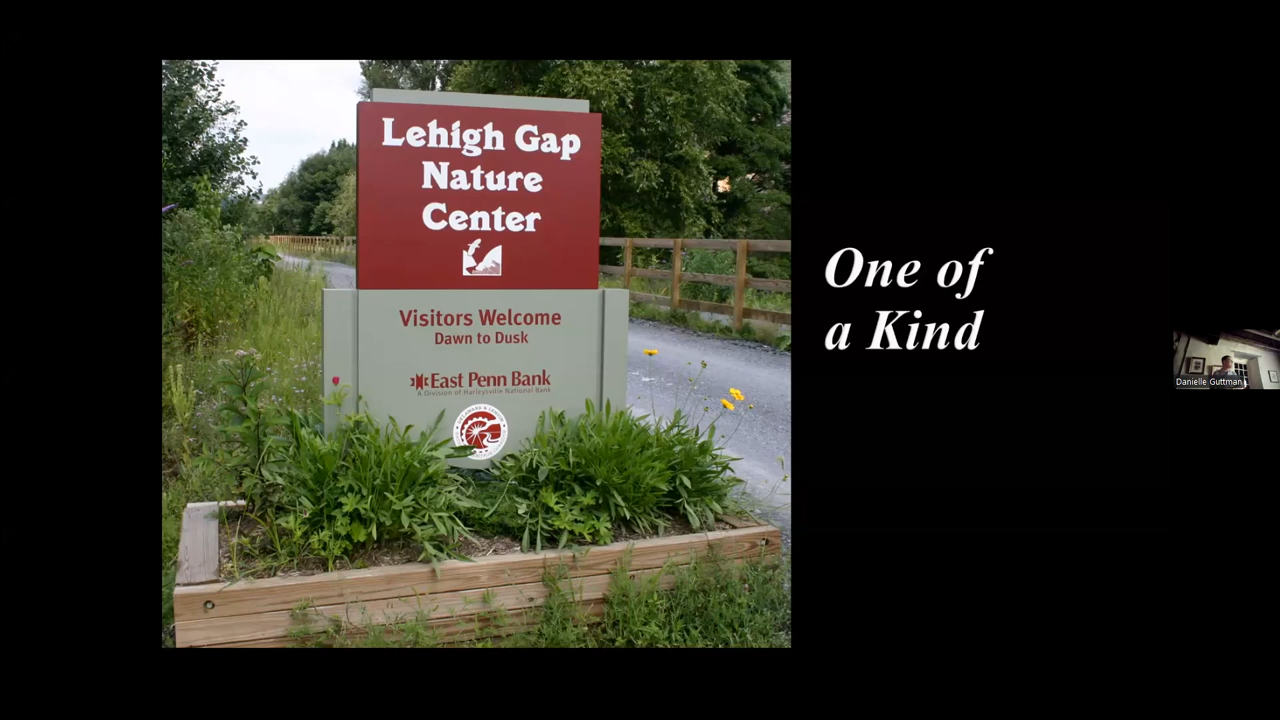 Lehigh Gap
Nature
Center
Visitors Welcome
Dawn to Dusk
East Penn Bank
A Division of Harleysville National Bank
One of
a Kind
Danielle Guttman